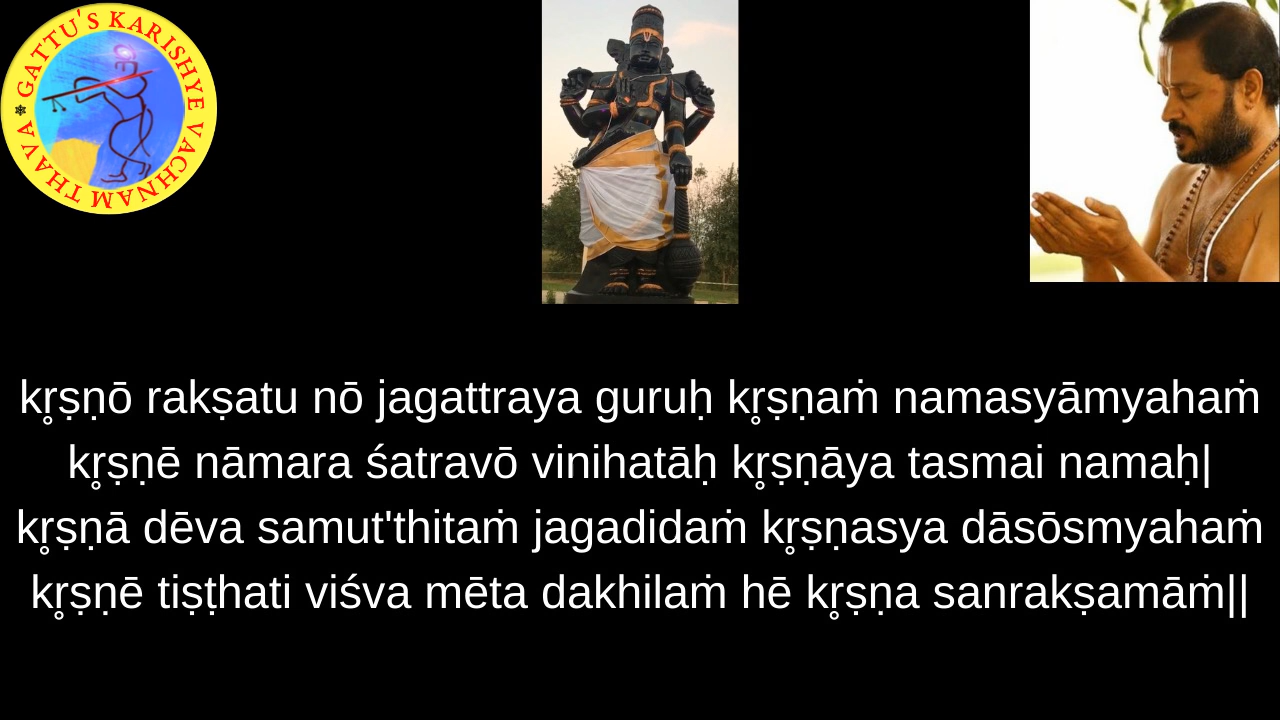 GATTU'S KARISHYE VACHNAM THAVA
kr̥ṣṇō rakṣatu nō jagattraya guruḥ kr̥ṣṇaṁ namasyāmyahaṁ
kr̥ṣṇē nāmara śatravō vinihatāḥ kr̥ṣṇāya tasmai namaḥ|
kr̥ṣṇā dēva samut'thitaṁ jagadidaṁ kr̥ṣṇasya dāsōsmyahaṁ
kr̥ṣṇē tiṣṭhati viśva mēta dakhilaṁ hē kr̥ṣṇa sanrakṣamāṁ||